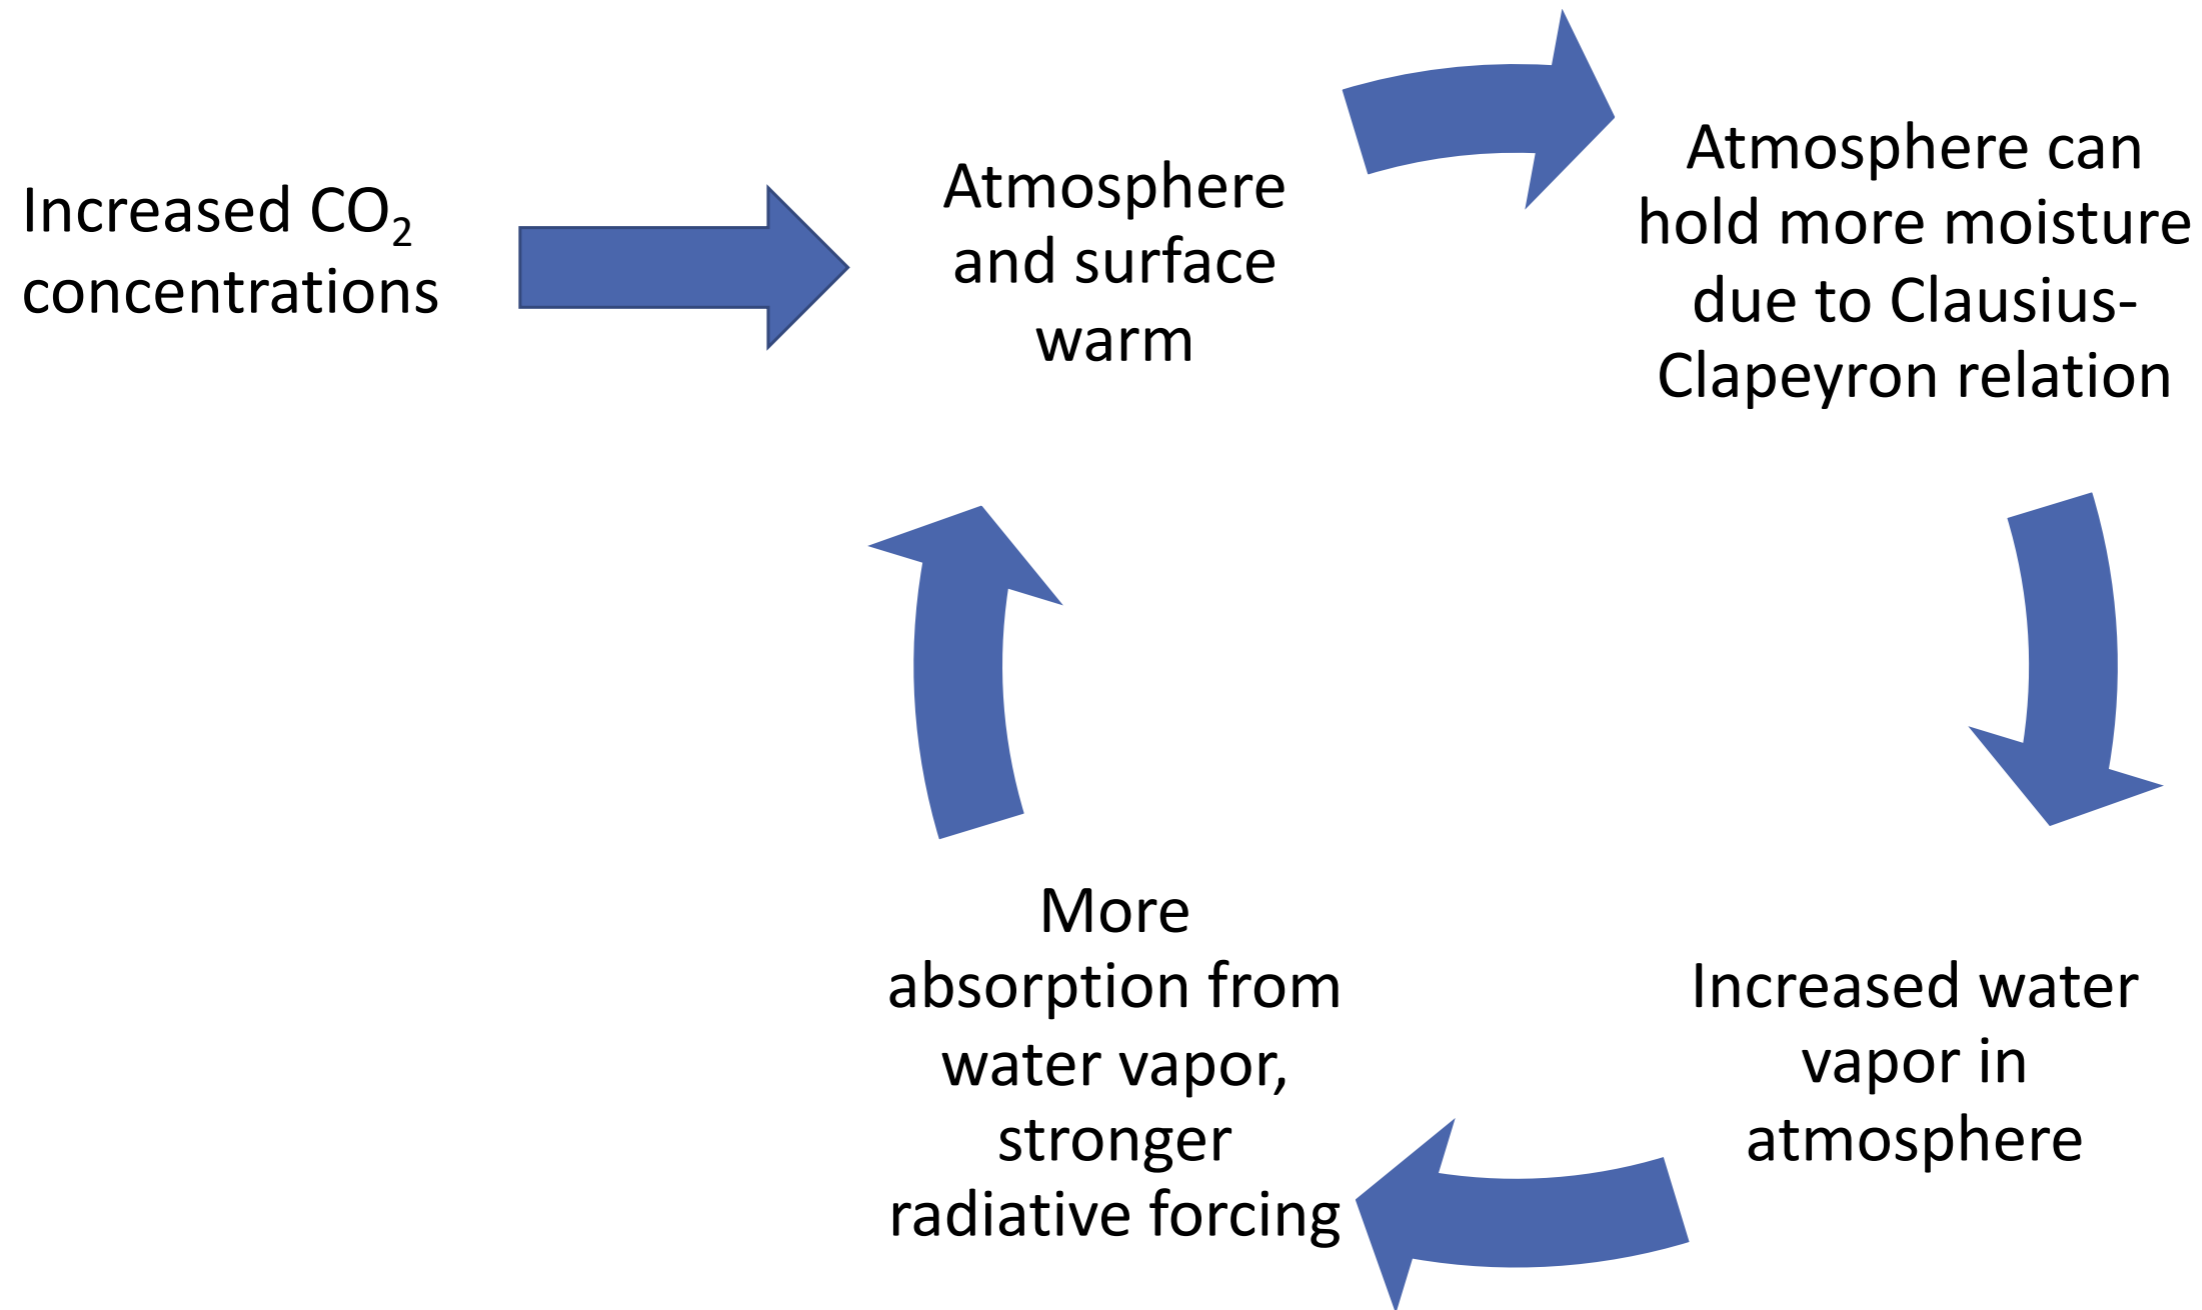 Increased CO₂
concentrations
Atmosphere
and surface
warm
Atmosphere can
hold more moisture
due to Clausius-
Clapeyron relation
Increased water
vapor in
atmosphere
More
absorption from
water vapor,
stronger
radiative forcing